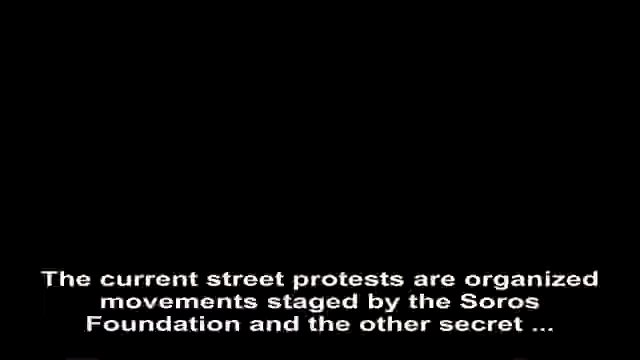 The current street protests are organized
movements staged by the Soros
Foundation and the other secret ...